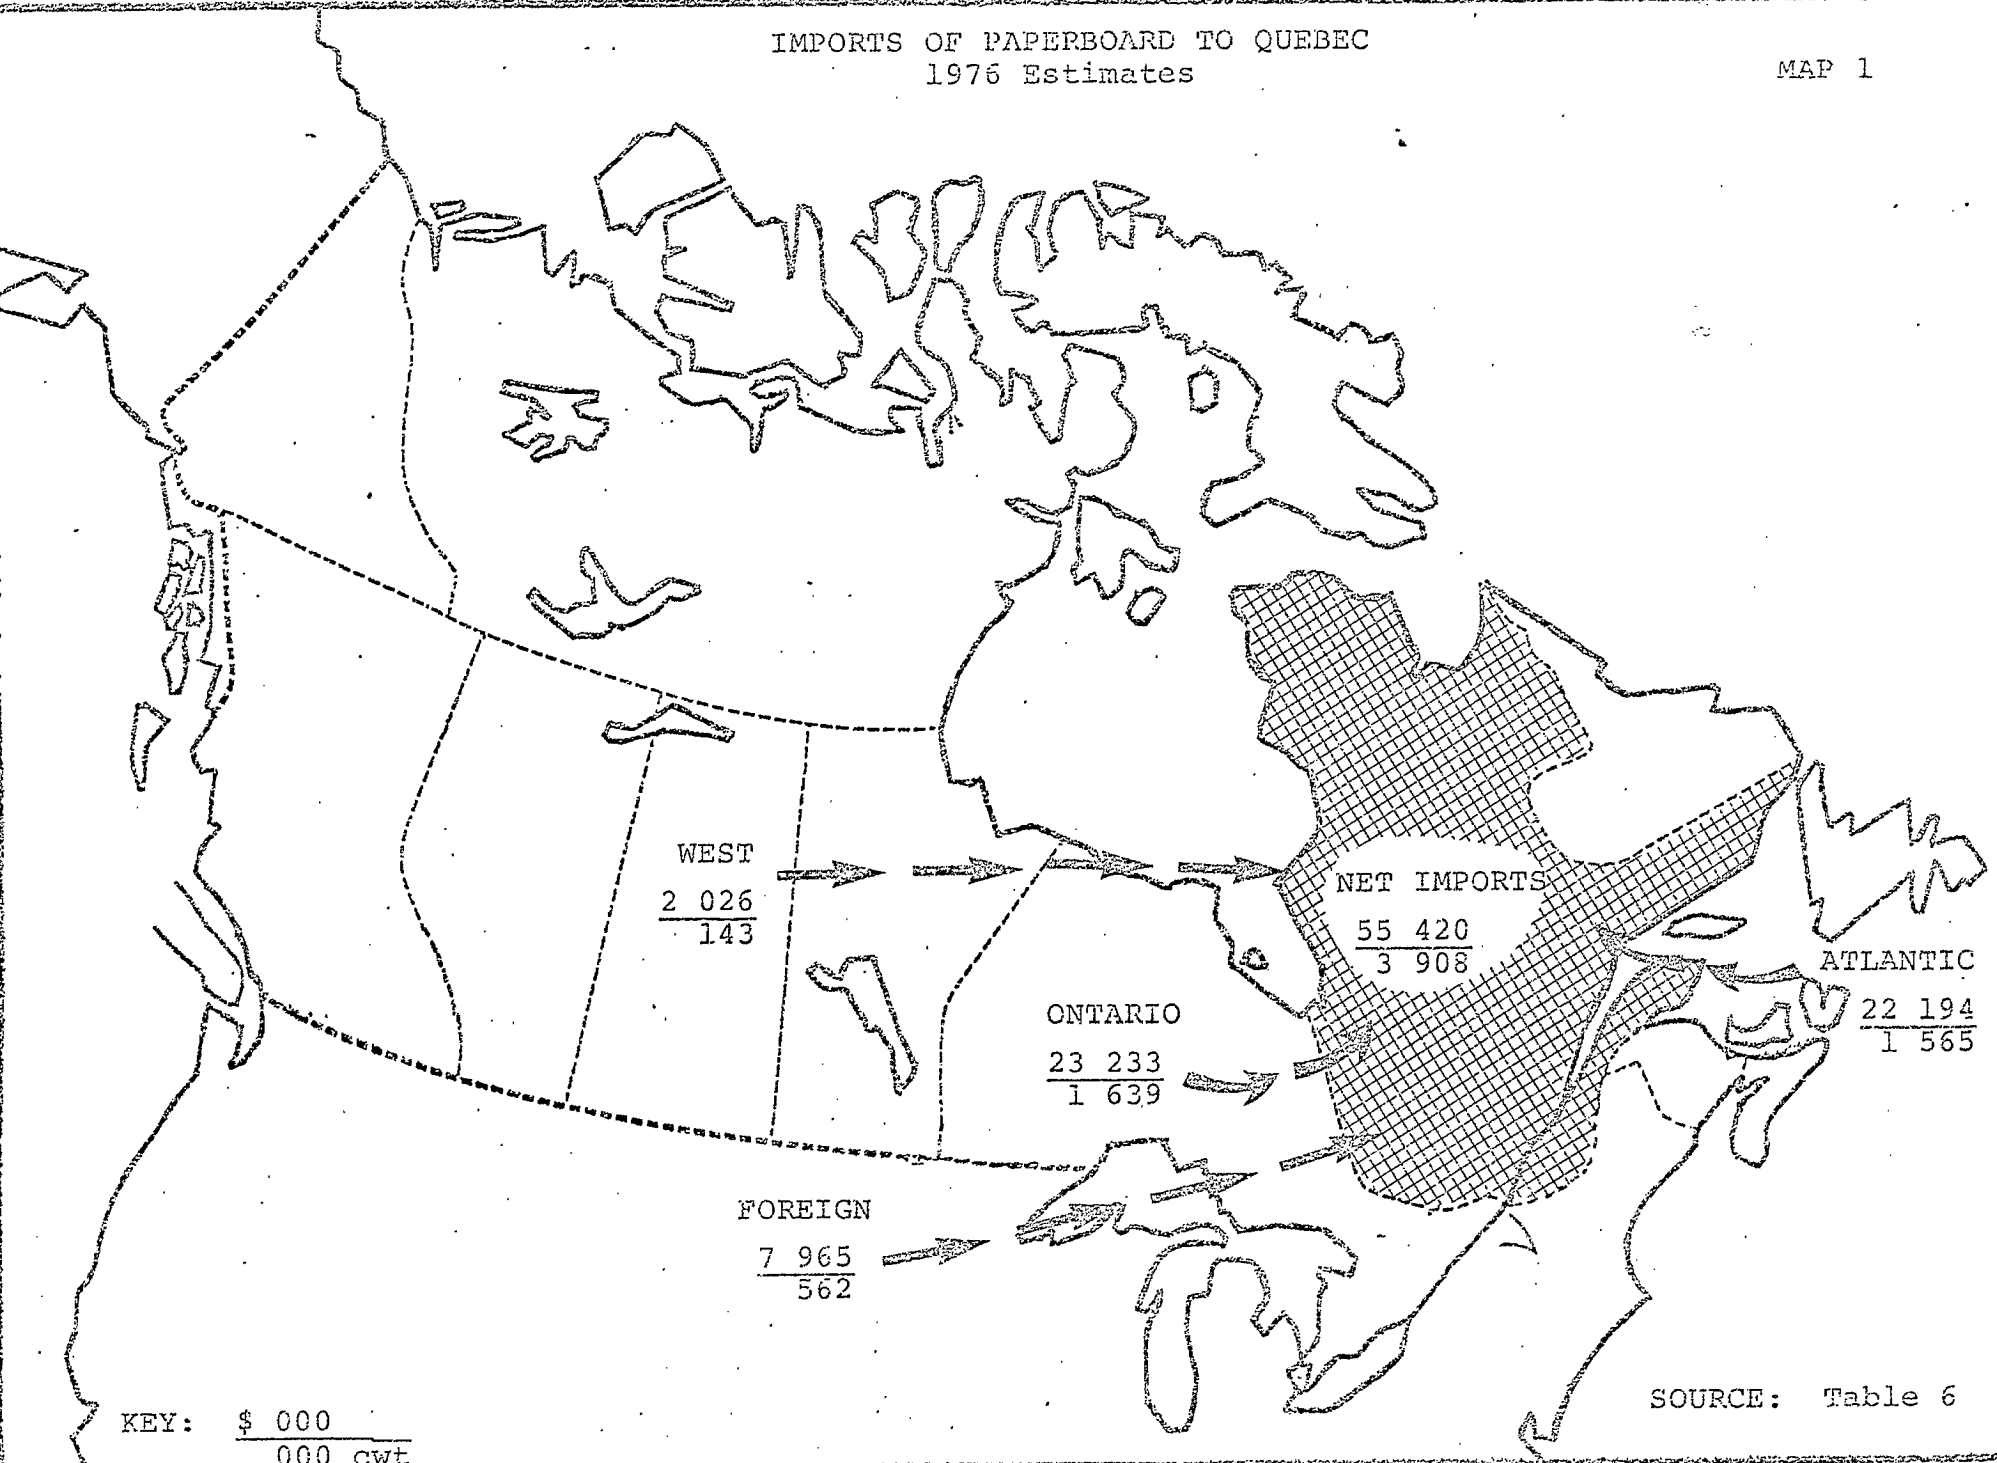 IMPORTS OF PAPERBOARD TO QUEBEC
1976 Estimates
MAP 1
WEST
2 026
143
NET IMPORTS
55 420
3 908
ATLANTIC
22 194
1 565
ONTARIO
23 233
1 639
FOREIGN
7 965
562
KEY: $ 000
000 cwt
SOURCE: Table 6